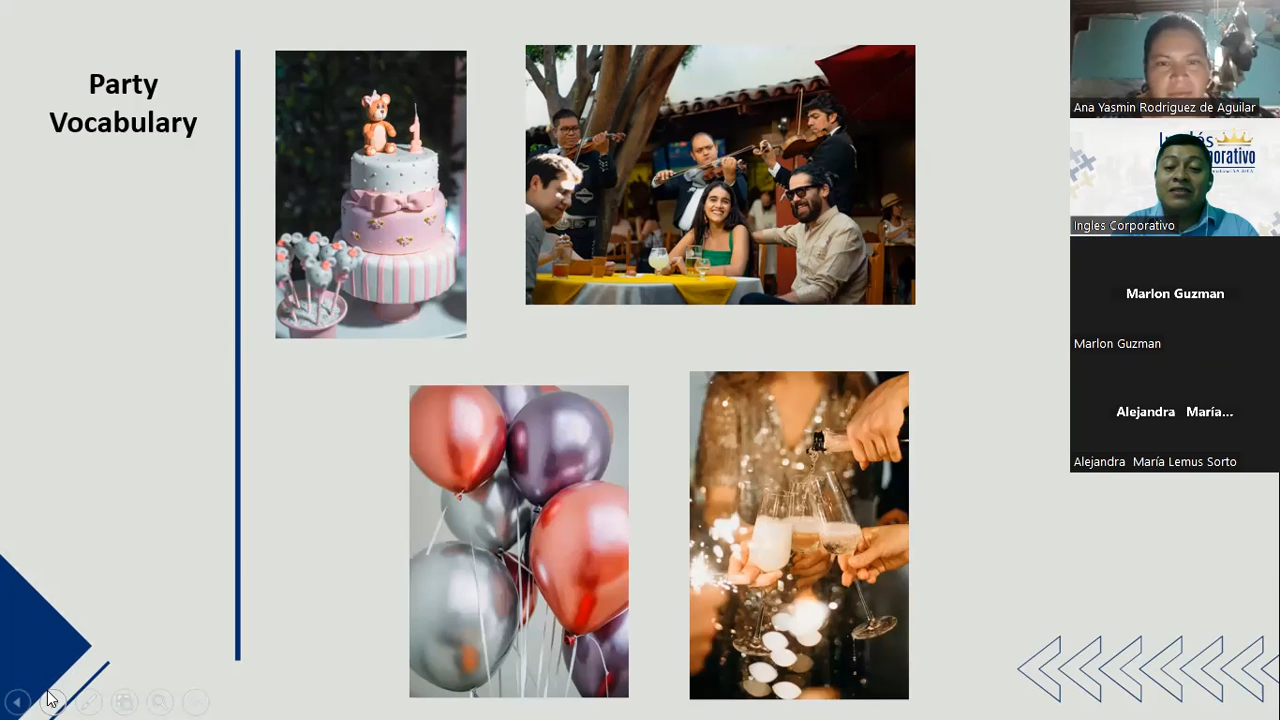 Party
Vocabulary
Ana Yasmin Rodriguez de Aguilar
Inglés
Ingles Corporativo
Marlon Guzman
Marlon Guzman
Alejandra María...
Alejandra María Lemus Sorto